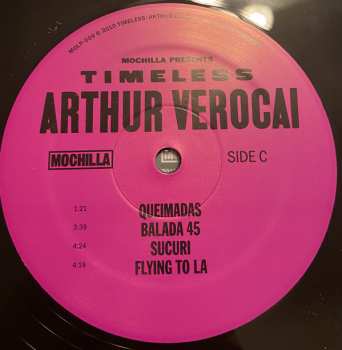 MOCHILLA PRESENTS
TIMELESS
ARTHUR VEROCAI
MOCHILLA
SIDE C
1:21 QUEIMADAS
3:39 BALADA 45
4:24 SUCURI
4:19 FLYING TO LA